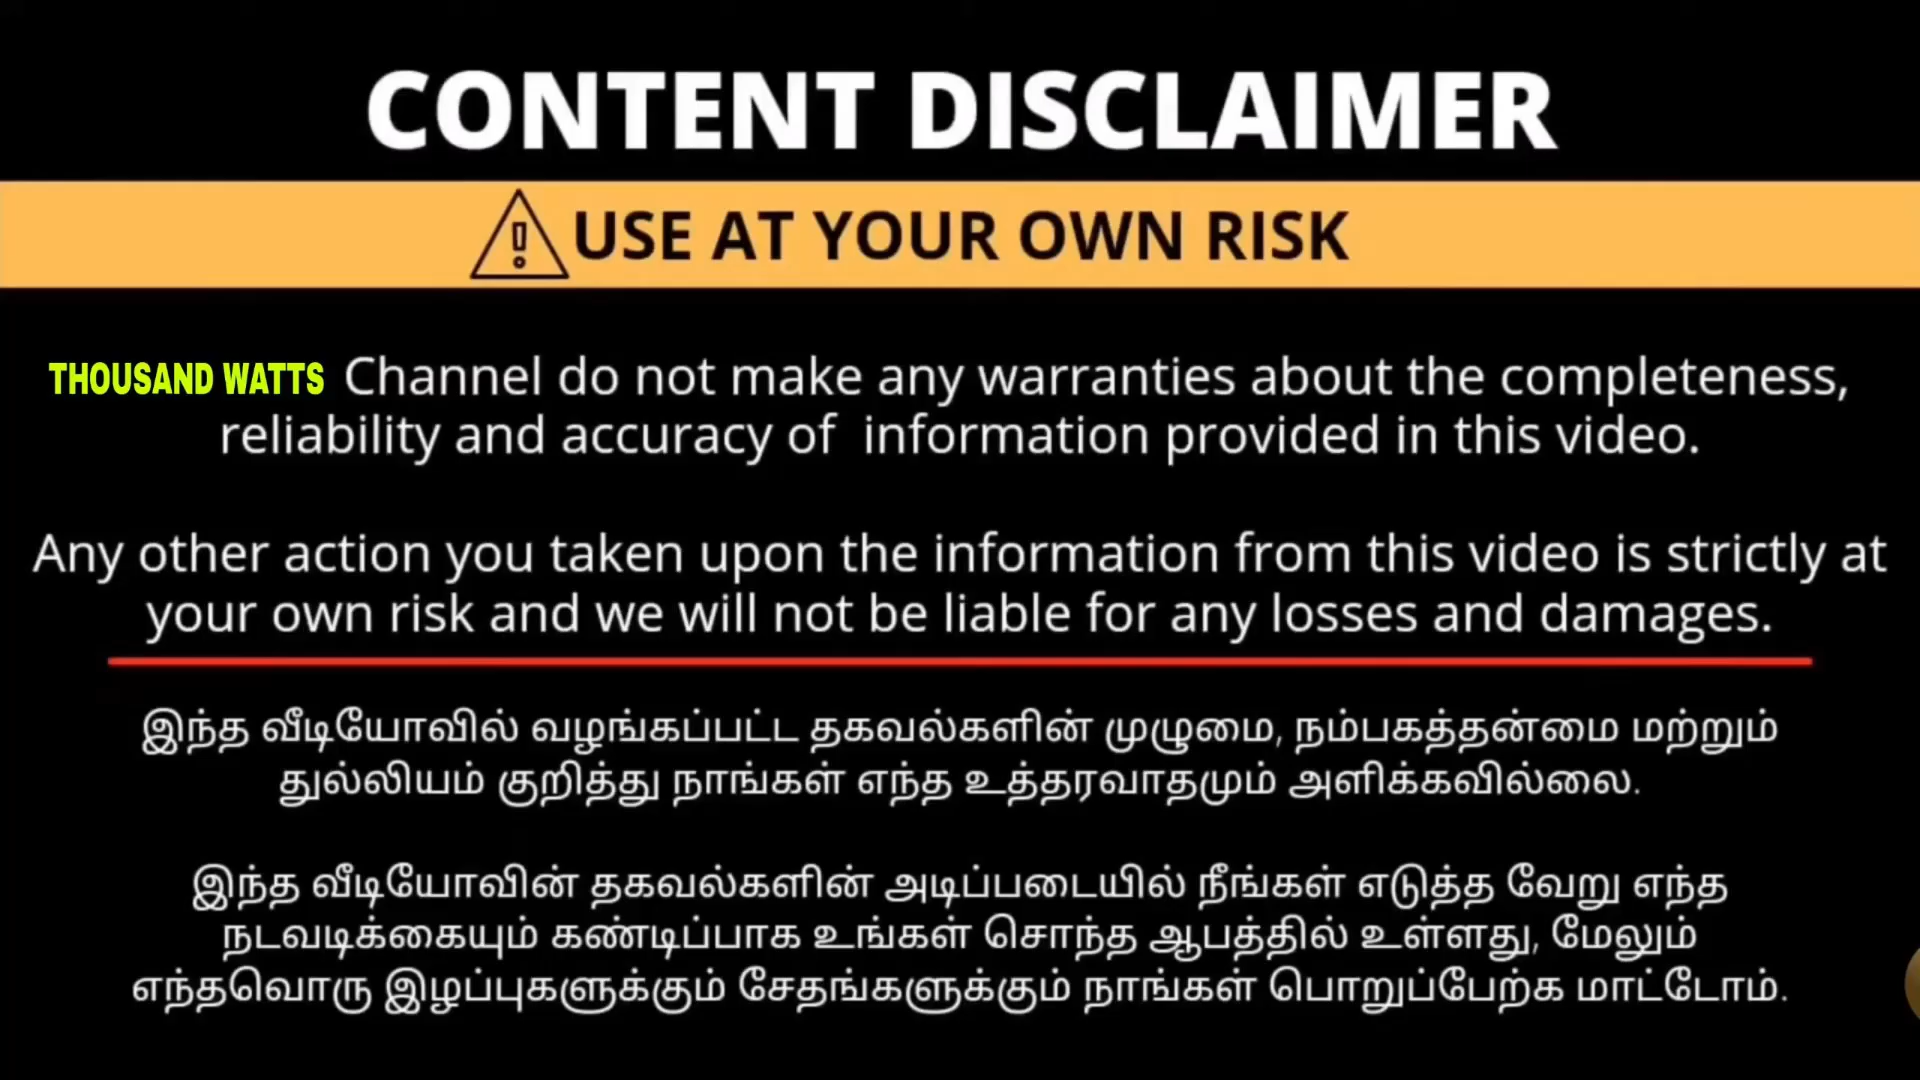 CONTENT DISCLAIMER
USE AT YOUR OWN RISK
THOUSAND WATTS Channel do not make any warranties about the completeness,
reliability and accuracy of information provided in this video.
Any other action you taken upon the information from this video is strictly at
your own risk and we will not be liable for any losses and damages.
இந்த வீடியோவில் வழங்கப்பட்ட தகவல்களின் முழுமை, நம்பகத்தன்மை மற்றும்
துல்லியம் குறித்து நாங்கள் எந்த உத்தரவாதமும் அளிக்கவில்லை.
இந்த வீடியோவின் தகவல்களின் அடிப்படையில் நீங்கள் எடுத்த வேறு எந்த
நடவடிக்கையும் கண்டிப்பாக உங்கள் சொந்த ஆபத்தில் உள்ளது, மேலும்
எந்தவொரு இழப்புகளுக்கும் சேதங்களுக்கும் நாங்கள் பொறுப்பேற்க மாட்டோம்.